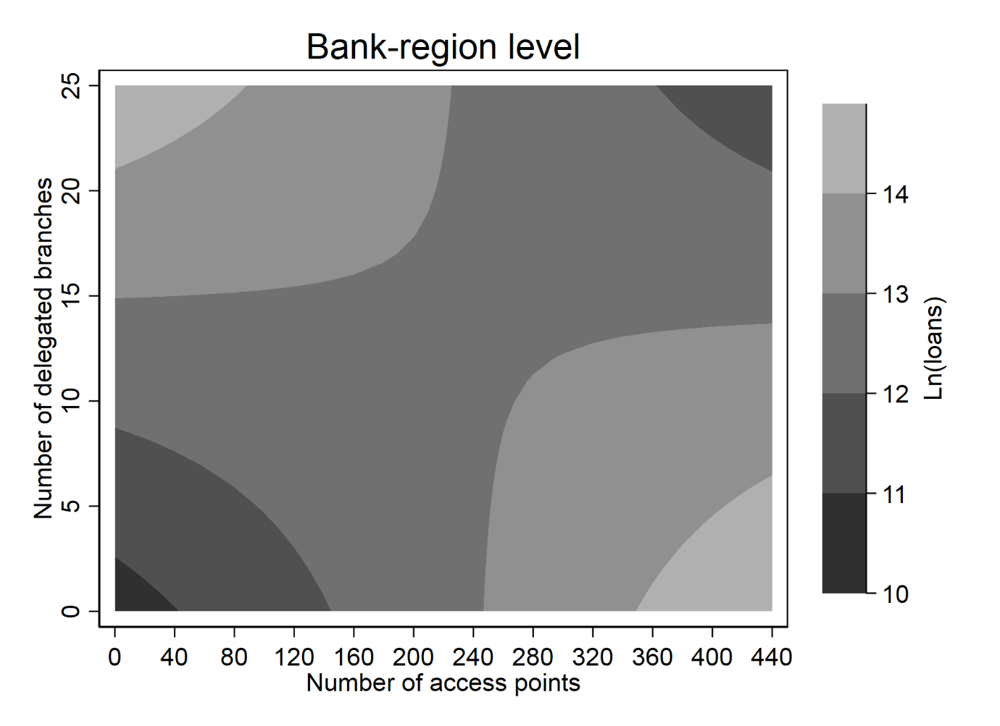 Bank-region level
25
20
15
10
5
0
Number of delegated branches
0 40 80 120 160 200 240 280 320 360 400 440
Number of access points
14
13
12
11
10
Ln(loans)